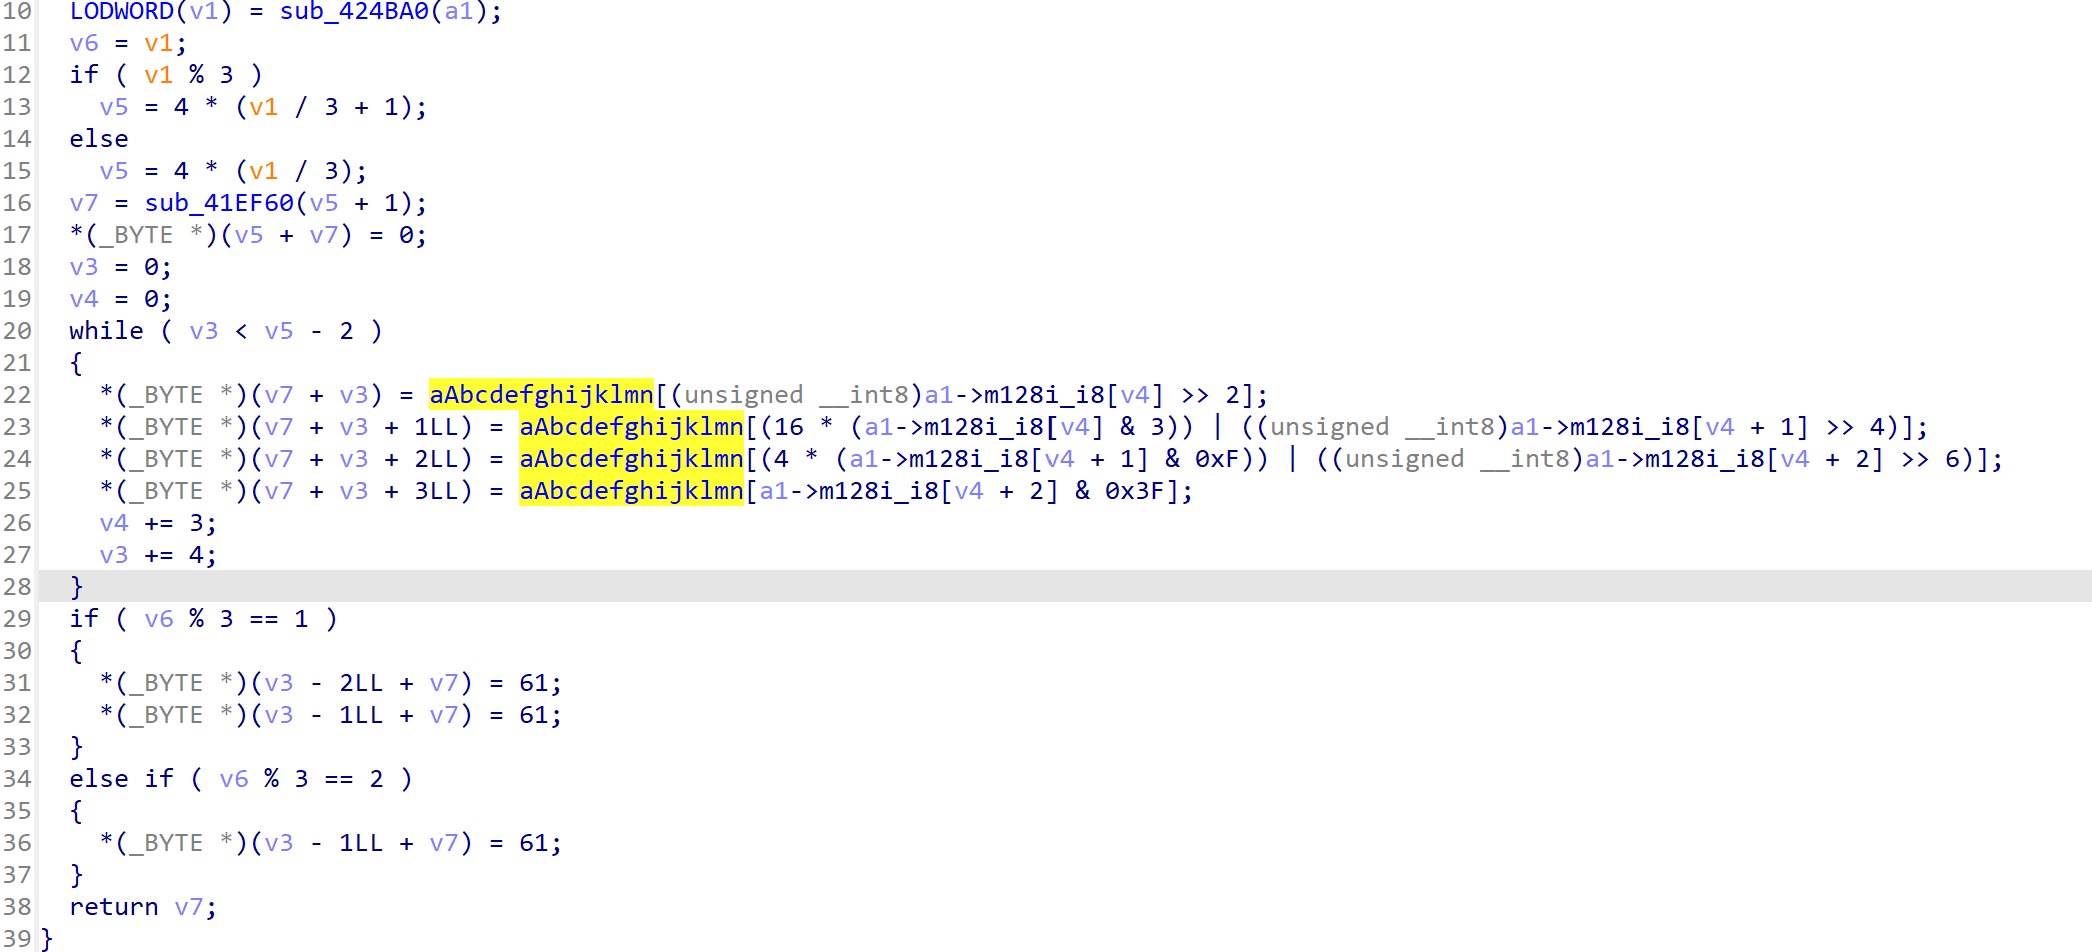 10 LODWORD(v1) = sub_424BA0(a1);
11 v6 = v1;
12 if ( v1 % 3 )
13 v5 = 4 * (v1 / 3 + 1);
14 else
15 v5 = 4 * (v1 / 3);
16 v7 = sub_41EF60(v5 + 1);
17 *(_BYTE *)(v5 + v7) = 0;
18 v3 = 0;
19 v4 = 0;
20 while ( v3 < v5 - 2 )
21 {
22 *(_BYTE *)(v7 + v3) = aAbcdefghijklmn[(unsigned __int8)a1->m128i_i8[v4] >> 2];
23 *(_BYTE *)(v7 + v3 + 1LL) = aAbcdefghijklmn[(16 * (a1->m128i_i8[v4] & 3)) | ((unsigned __int8)a1->m128i_i8[v4 + 1] >> 4)];
24 *(_BYTE *)(v7 + v3 + 2LL) = aAbcdefghijklmn[(4 * (a1->m128i_i8[v4 + 1] & 0xF)) | ((unsigned __int8)a1->m128i_i8[v4 + 2] >> 6)];
25 *(_BYTE *)(v7 + v3 + 3LL) = aAbcdefghijklmn[a1->m128i_i8[v4 + 2] & 0x3F];
26 v4 += 3;
27 v3 += 4;
28 }
29 if ( v6 % 3 == 1 )
30 {
31 *(_BYTE *)(v3 - 2LL + v7) = 61;
32 *(_BYTE *)(v3 - 1LL + v7) = 61;
33 }
34 else if ( v6 % 3 == 2 )
35 {
36 *(_BYTE *)(v3 - 1LL + v7) = 61;
37 }
38 return v7;
39 }